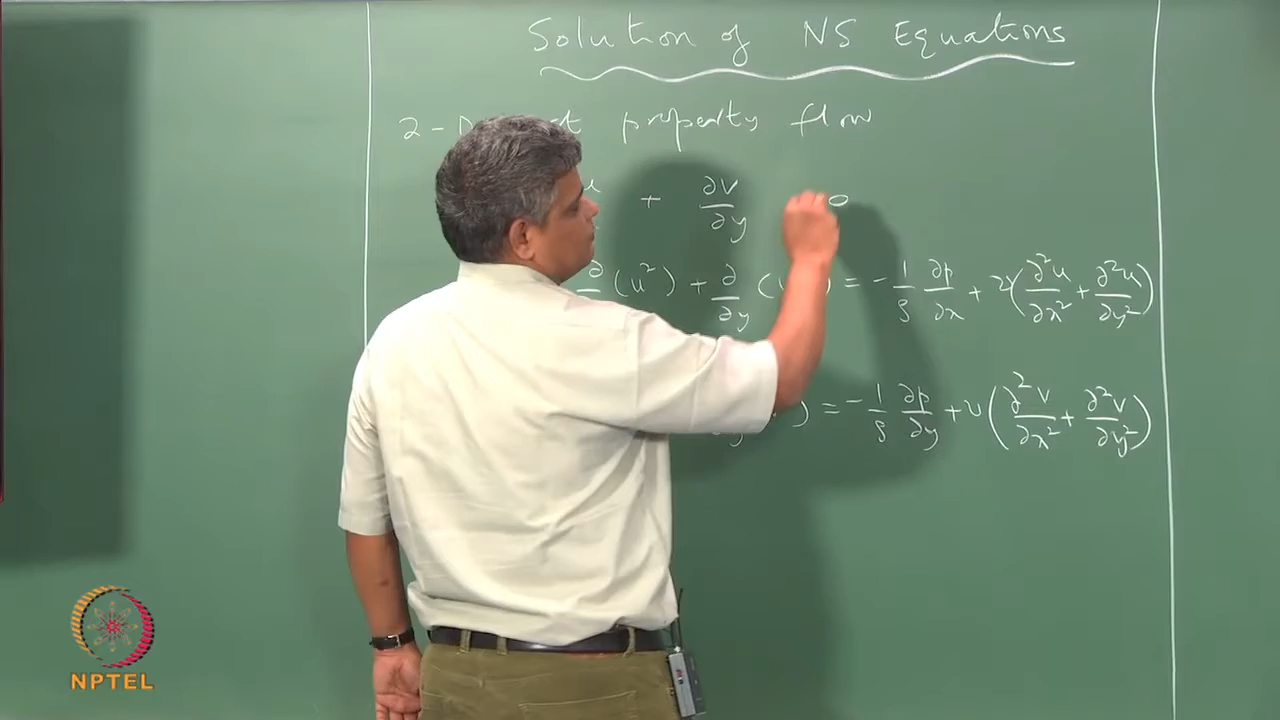 Solution of NS Equations
2-D property flow
+ ∂v/∂y 0
∂/∂ (u²) + ∂/∂y ( ) = -1/ρ ∂p/∂x + ν(∂²u/∂x² + ∂²u/∂y²)
) = -1/ρ ∂p/∂y + ν(∂²v/∂x² + ∂²v/∂y²)
NPTEL